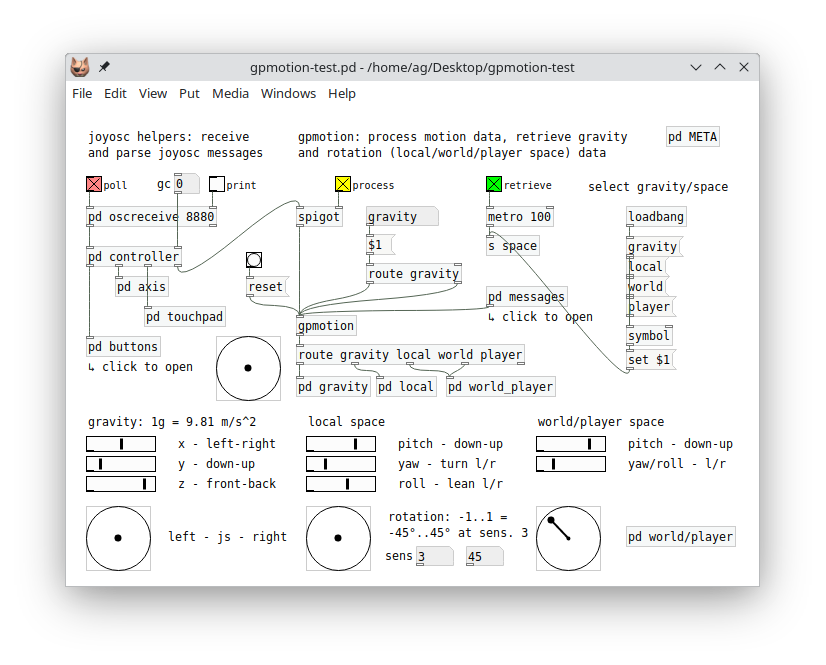 gpmotion-test.pd - /home/ag/Desktop/gpmotion-test
File Edit View Put Media Windows Help
joyosc helpers: receive
and parse joyosc messages
gpmotion: process motion data, retrieve gravity
and rotation (local/world/player space) data
pd META
poll
gc 0
print
process
retrieve
select gravity/space
pd oscreceive 8880
spigot
gravity
metro 100
loadbang
$1
s space
gravity
pd controller
local
route gravity
pd axis
reset
world
pd messages
player
pd touchpad
gpmotion
↳ click to open
symbol
pd buttons
route gravity local world player
set $1
↳ click to open
pd gravity
pd local
pd world_player
gravity: 1g = 9.81 m/s^2
local space
world/player space
x - left-right
pitch - down-up
pitch - down-up
y - down-up
yaw - turn l/r
yaw/roll - l/r
z - front-back
roll - lean l/r
left - js - right
rotation: -1..1 =
-45°..45° at sens. 3
sens 3
45
pd world/player